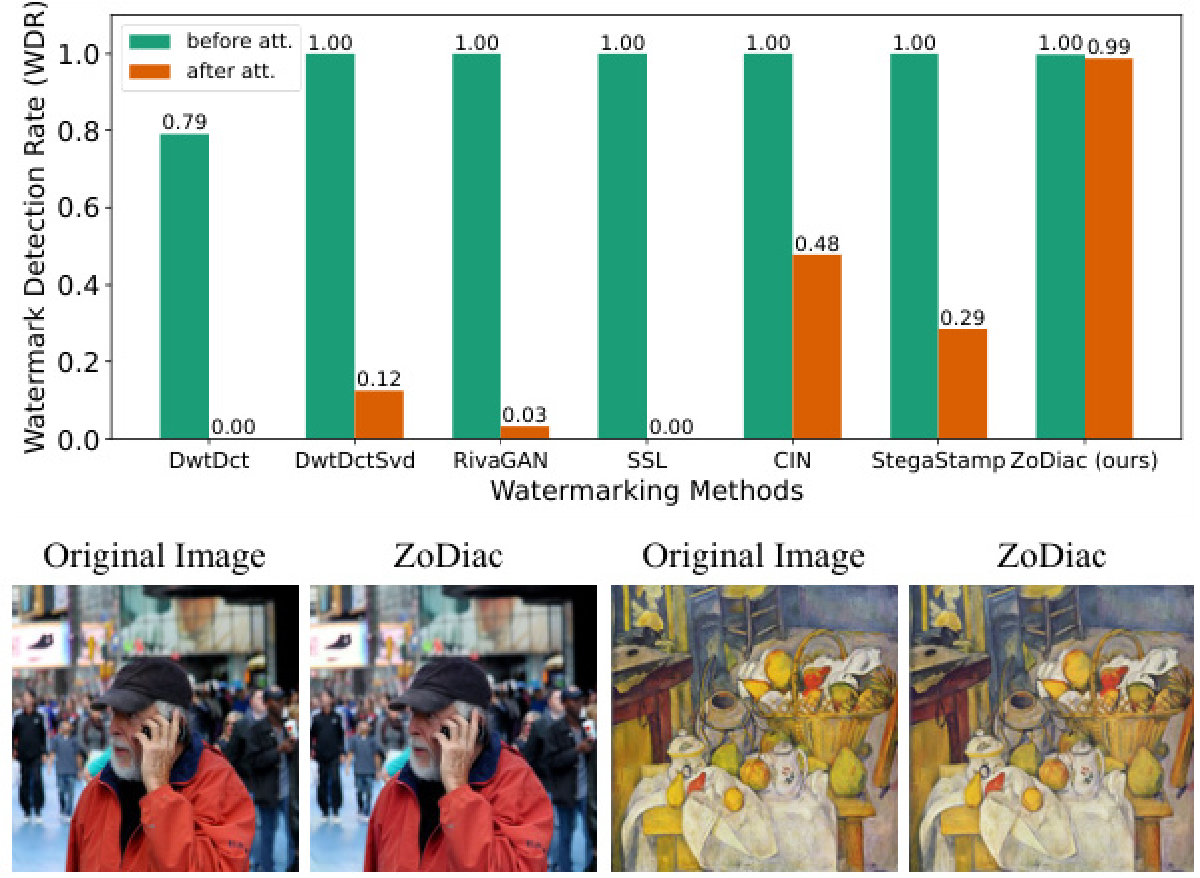 Watermark Detection Rate (WDR)
1.0
0.8
0.6
0.4
0.2
0.0
before att.
after att.
0.79
0.00
1.00
0.12
1.00
0.03
1.00
0.00
1.00
0.48
1.00
0.29
1.00
0.99
DwtDct
DwtDctSvd
RivaGAN
SSL
CIN
StegaStamp
ZoDiac (ours)
Watermarking Methods
Original Image
ZoDiac
Original Image
ZoDiac